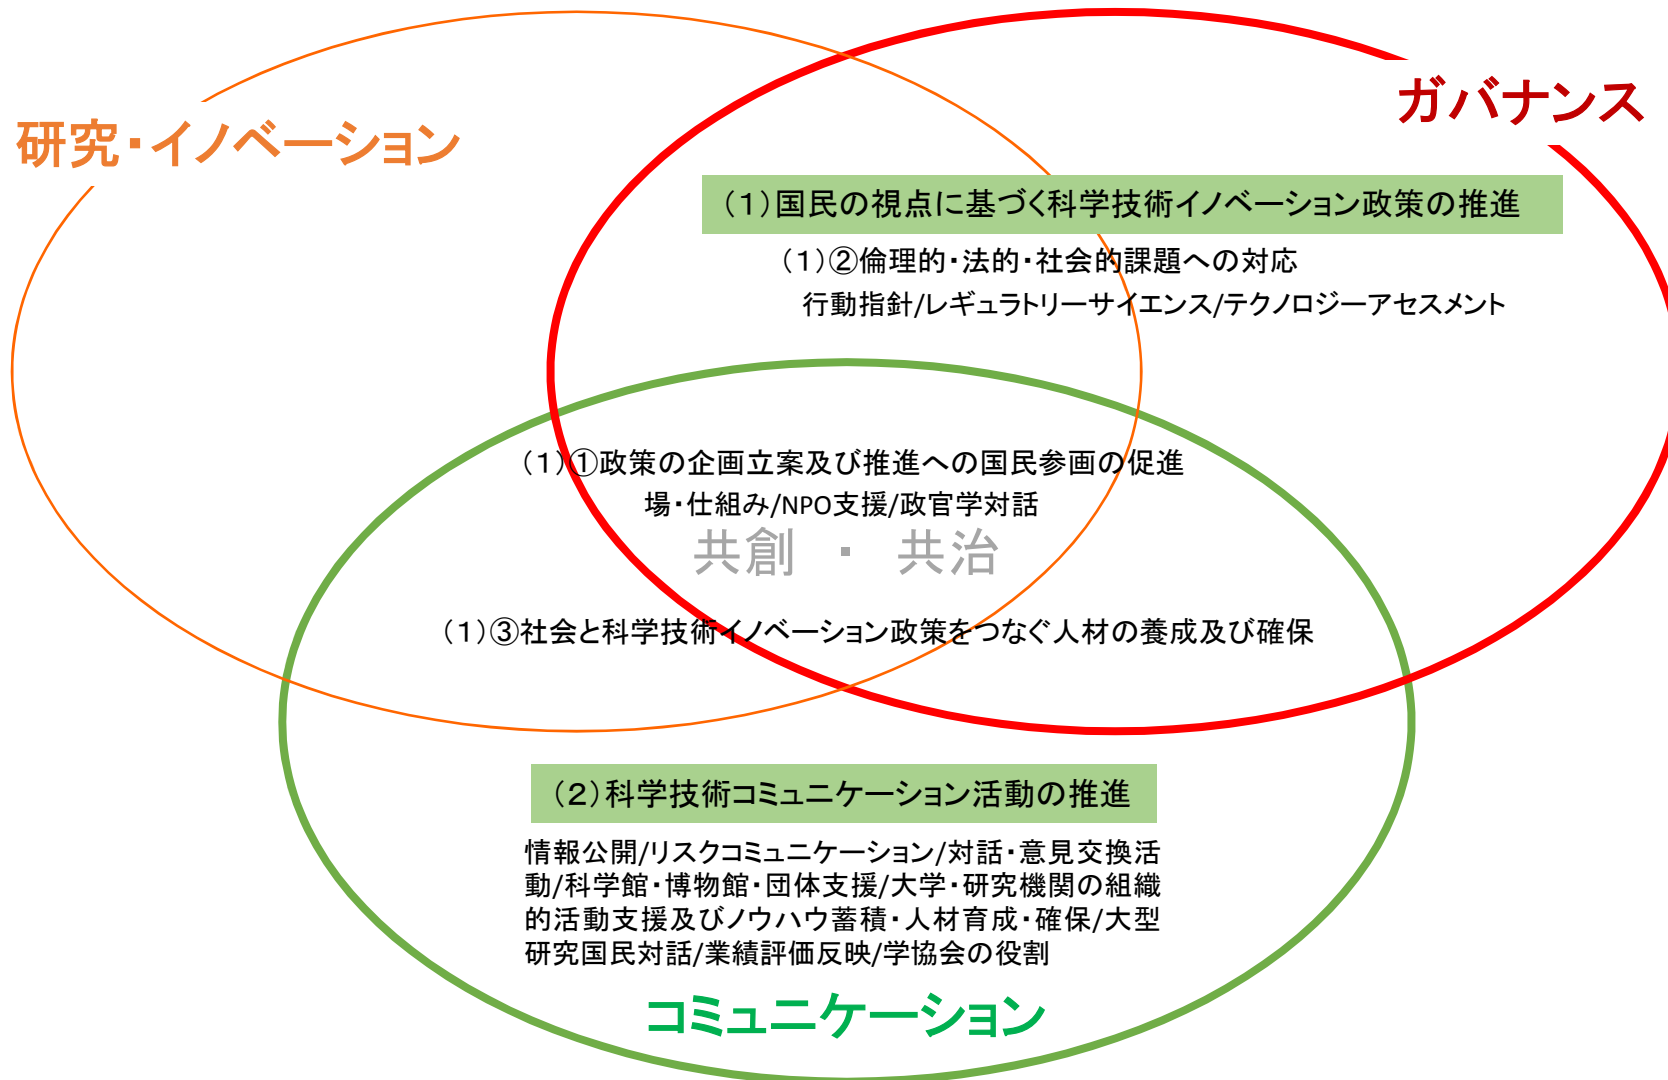 ガバナンス
研究・イノベーション
（１）国民の視点に基づく科学技術イノベーション政策の推進
（１）②倫理的・法的・社会的課題への対応
行動指針/レギュラトリーサイエンス/テクノロジーアセスメント
（１）①政策の企画立案及び推進への国民参画の促進
場・仕組み/NPO支援/政官学対話
共創　・　共治
（１）③社会と科学技術イノベーション政策をつなぐ人材の養成及び確保
（２）科学技術コミュニケーション活動の推進
情報公開/リスクコミュニケーション/対話・意見交換活
動/科学館・博物館・団体支援/大学・研究機関の組織
的活動支援及びノウハウ蓄積・人材育成・確保/大型
研究国民対話/業績評価反映/学協会の役割
コミュニケーション